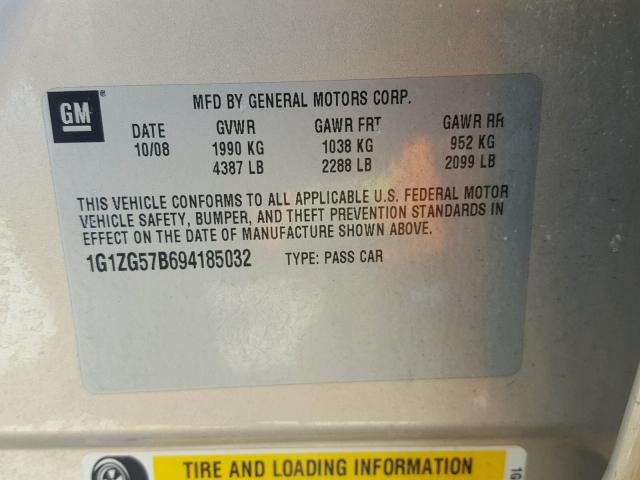 GM ®
MFD BY GENERAL MOTORS CORP.
DATE GVWR GAWR FRT GAWR RR
10/08 1990 KG 1038 KG 952 KG
4387 LB 2288 LB 2099 LB
THIS VEHICLE CONFORMS TO ALL APPLICABLE U.S. FEDERAL MOTOR
VEHICLE SAFETY, BUMPER, AND THEFT PREVENTION STANDARDS IN
EFFECT ON THE DATE OF MANUFACTURE SHOWN ABOVE.
1G1ZG57B694185032 TYPE: PASS CAR
TIRE AND LOADING INFORMATION
1G